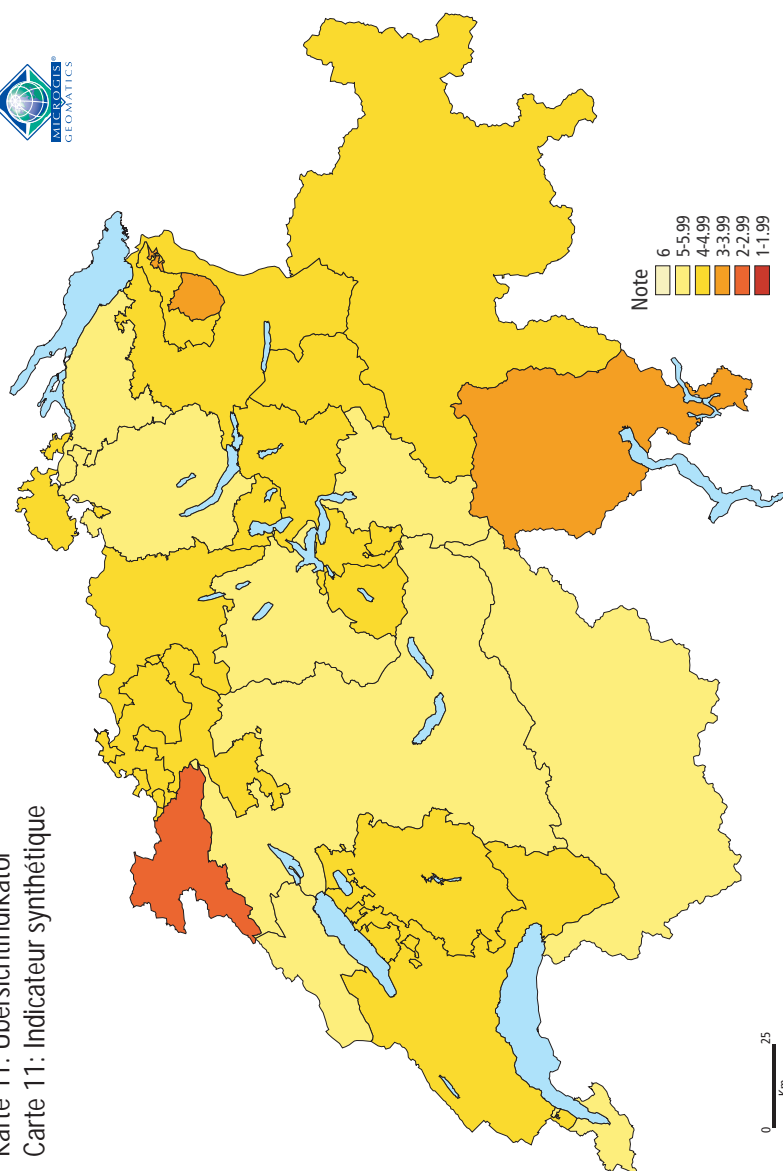 Karte 11: Übersichtindikator
Carte 11: Indicateur synthétique
MICROGIS®
GEOMATICS
Note
6
5-5.99
4-4.99
3-3.99
2-2.99
1-1.99
0 25
Km